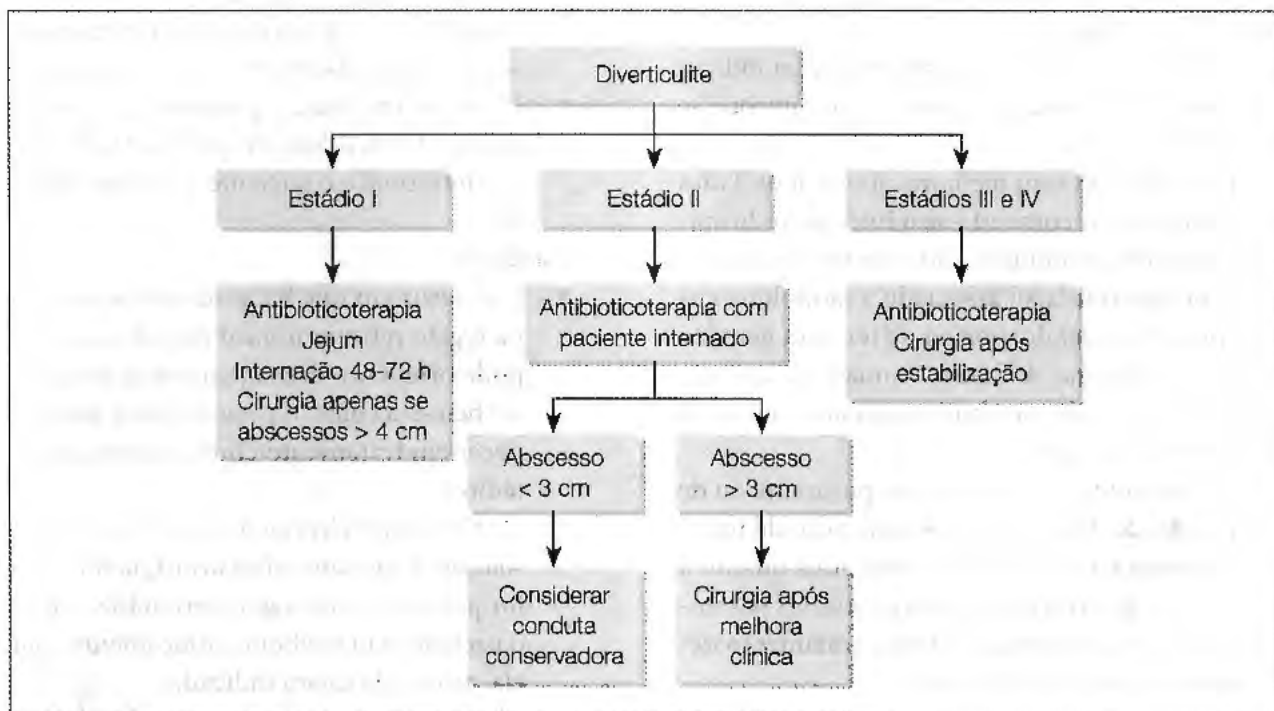 Diverticulite
Estádio I
Estádio II
Estádios III e IV
Antibioticoterapia
Jejum
Internação 48-72 h
Cirurgia apenas se
abscessos > 4 cm
Antibioticoterapia com
paciente internado
Antibioticoterapia
Cirurgia após
estabilização
Abscesso
< 3 cm
Abscesso
> 3 cm
Considerar
conduta
conservadora
Cirurgia após
melhora
clínica